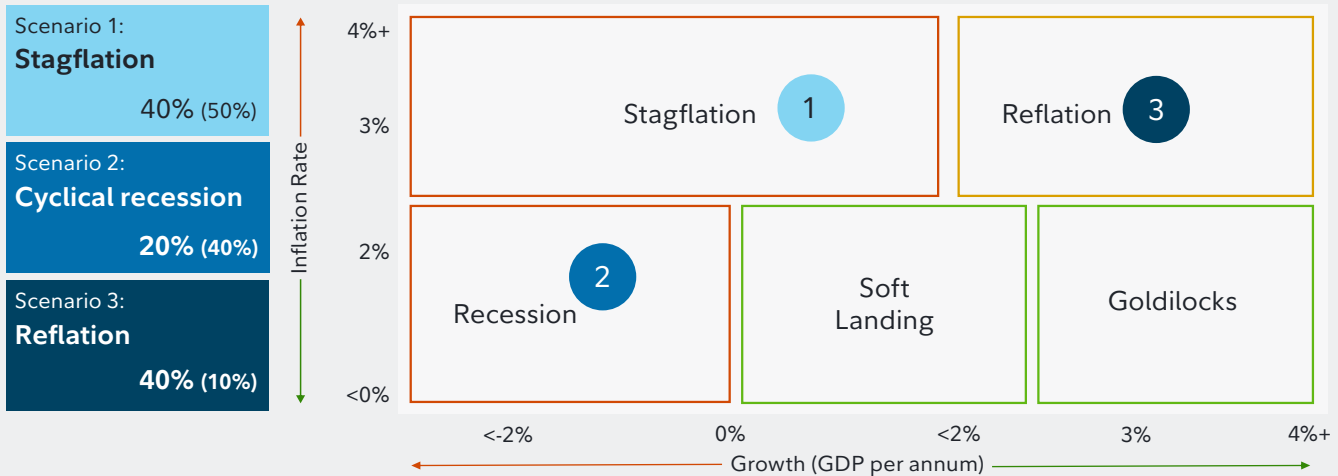 Scenario 1:
Stagflation
40% (50%)
Scenario 2:
Cyclical recession
20% (40%)
Scenario 3:
Reflation
40% (10%)
Inflation Rate
4%+
3%
2%
<0%
Stagflation 1
Reflation 3
Recession 2
Soft
Landing
Goldilocks
<-2% 0% <2% 3% 4%+
Growth (GDP per annum)